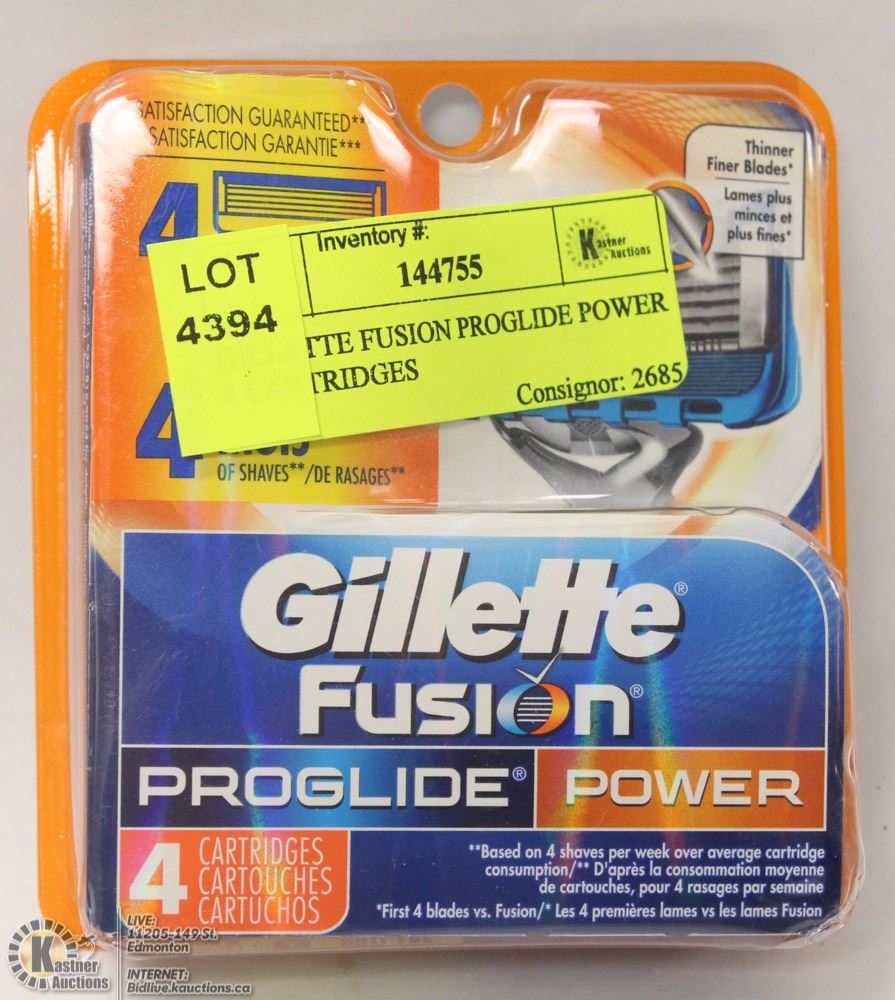 SATISFACTION GUARANTEED**
SATISFACTION GARANTIE***
4
Thinner
Finer Blades*
Lames plus
minces et
plus fines*
LOT
4394
Inventory #:
144755
Kastner
Auctions
TTE FUSION PROGLIDE POWER
TRIDGES
Consignor: 2685
4
OF SHAVES**/DE RASAGES**
Gillette®
Fusion®
PROGLIDE® POWER
4 CARTRIDGES
CARTOUCHES
CARTUCHOS
**Based on 4 shaves per week over average cartridge
consumption/** D'après la consommation moyenne
de cartouches, pour 4 rasages par semaine
*First 4 blades vs. Fusion/* Les 4 premières lames vs les lames Fusion
Kastner
Auctions
LIVE:
11205-149 St.
Edmonton
INTERNET:
Bidlive.kauctions.ca